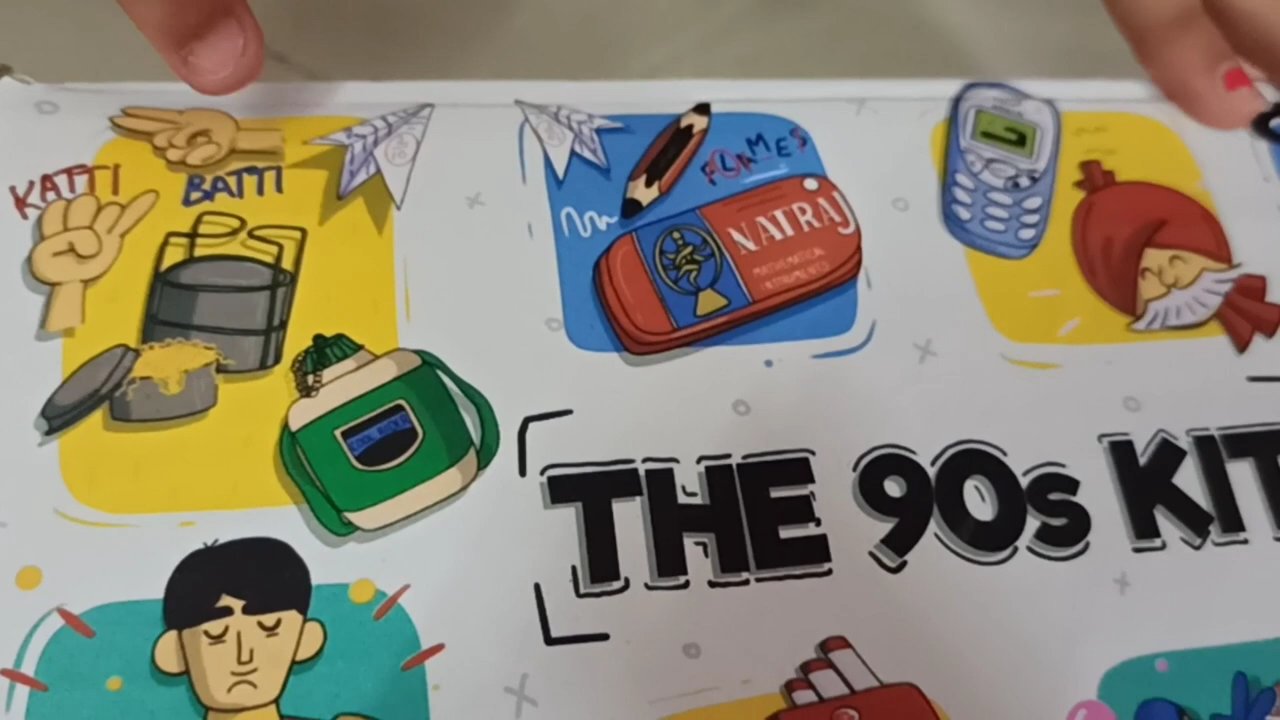 KATTI
BATTI
FLAMES
NATRAJ
MATHEMATICAL
INSTRUMENTS
THE 90s KIT